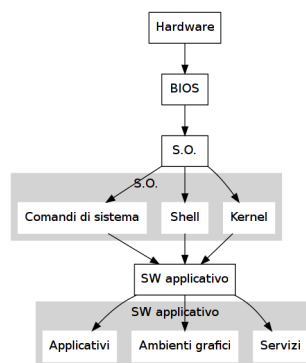 Hardware
BIOS
S.O.
S.O.
Comandi di sistema Shell Kernel
SW applicativo
SW applicativo
Applicativi Ambienti grafici Servizi